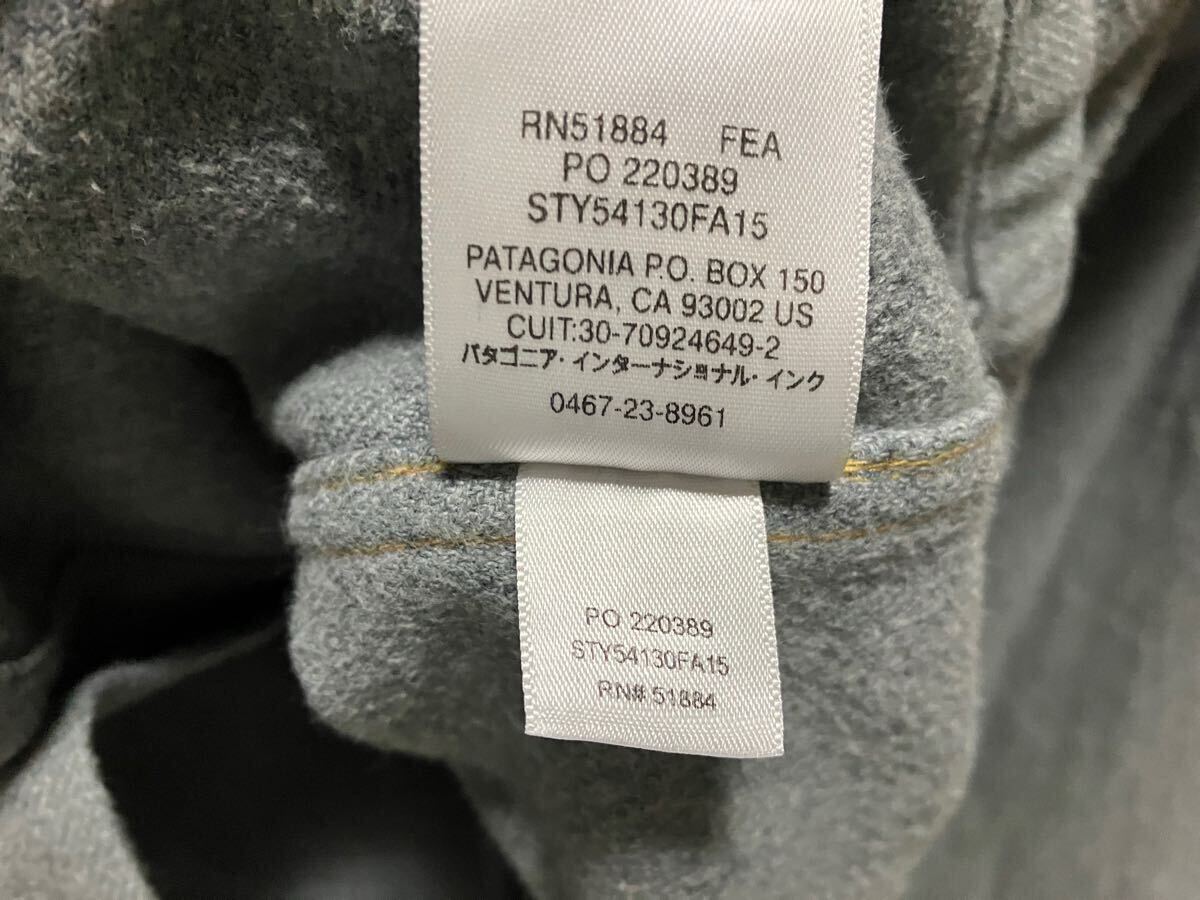 RN51884 FEA
PO 220389
STY54130FA15
PATAGONIA P.O. BOX 150
VENTURA, CA 93002 US
CUIT:30-70924649-2
パタゴニア・インターナショナル・インク
0467-23-8961
PO 220389
STY54130FA15
RN# 51884